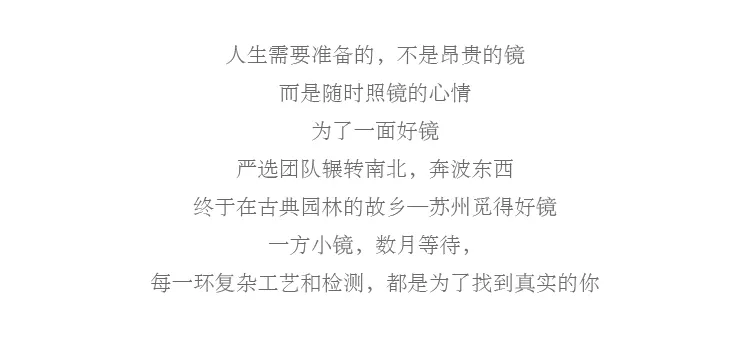 人生需要准备的，不是昂贵的镜
而是随时照镜的心情
为了一面好镜
严选团队辗转南北，奔波东西
终于在古典园林的故乡—苏州觅得好镜
一方小镜，数月等待，
每一环复杂工艺和检测，都是为了找到真实的你